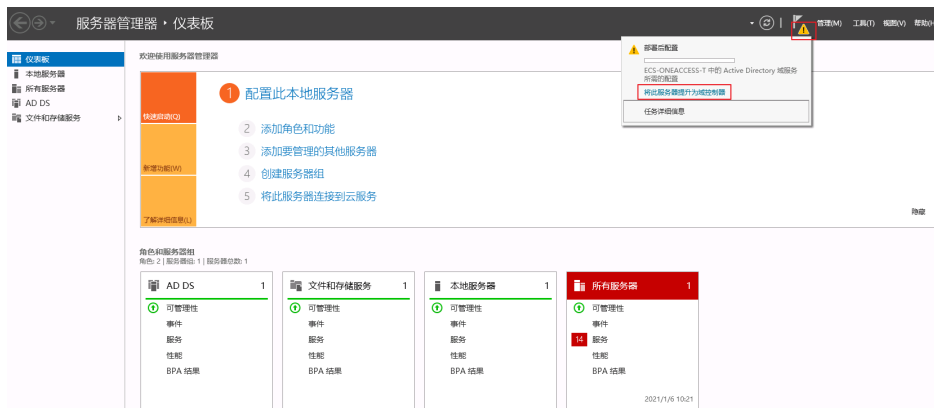 服务器管理器 · 仪表板
管理(M) 工具(T) 视图(V) 帮助(H
仪表板
本地服务器
所有服务器
AD DS
文件和存储服务
欢迎使用服务器管理器
部署后配置
ECS-ONEACCESS-T 中的 Active Directory 域服务
所需的配置
将此服务器提升为域控制器
任务详细信息
快速启动(Q)
新增功能(W)
了解详细信息(L)
1 配置此本地服务器
2 添加角色和功能
3 添加要管理的其他服务器
4 创建服务器组
5 将此服务器连接到云服务
隐藏
角色和服务器组
角色: 2 | 服务器组: 1 | 服务器总数: 1
AD DS 1
可管理性
事件
服务
性能
BPA 结果
文件和存储服务 1
可管理性
事件
服务
性能
BPA 结果
本地服务器 1
可管理性
事件
服务
性能
BPA 结果
所有服务器 1
可管理性
事件
14 服务
性能
BPA 结果
2021/1/6 10:21